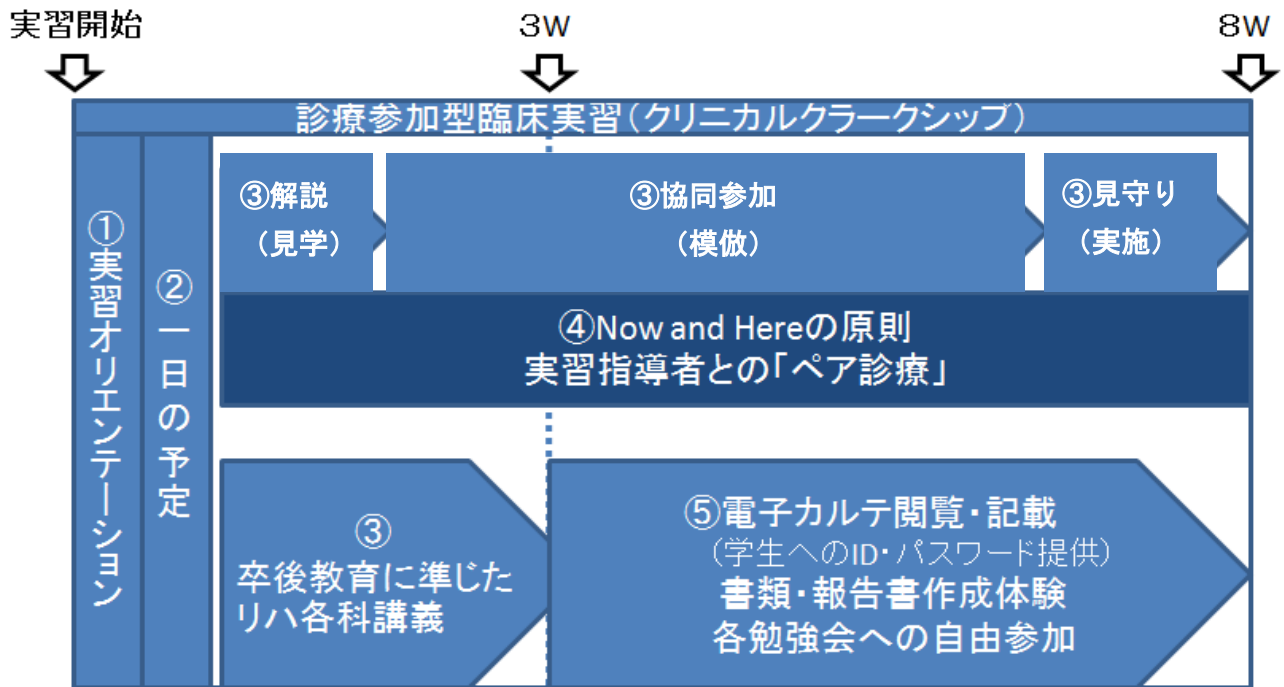 実習開始
3W
8W
診療参加型臨床実習(クリニカルクラークシップ)
①実習オリエンテーション
②一日の予定
③解説
(見学)
③協同参加
(模倣)
③見守り
(実施)
④Now and Hereの原則
実習指導者との「ペア診療」
③
卒後教育に準じた
リハ各科講義
⑤電子カルテ閲覧・記載
(学生へのID・パスワード提供)
書類・報告書作成体験
各勉強会への自由参加